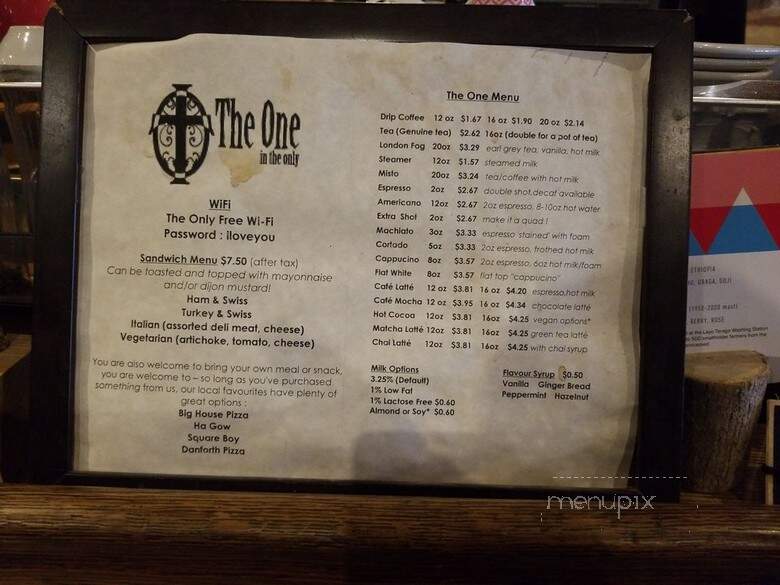 The One
in the only
WiFi
The Only Free Wi-Fi
Password : iloveyou
Sandwich Menu $7.50 (after tax)
Can be toasted and topped with mayonnaise
and/or dijon mustard!
Ham & Swiss
Turkey & Swiss
Italian (assorted deli meat, cheese)
Vegetarian (artichoke, tomato, cheese)
You are also welcome to bring your own meal or snack,
you are welcome to – so long as you've purchased
something from us, our local favourites have plenty of
great options :
Big House Pizza
Ha Gow
Square Boy
Danforth Pizza
The One Menu
Drip Coffee 12 oz $1.67 16 oz $1.90 20 oz $2.14
Tea (Genuine tea) $2.62 16oz (double for a pot of tea)
London Fog 20oz $3.29 earl grey tea, vanilla, hot milk
Steamer 12oz $1.57 steamed milk
Misto 20oz $3.24 tea/coffee with hot milk
Espresso 2oz $2.67 double shot,decaf available
Americano 12oz $2.67 2oz espresso, 8-10oz hot water
Extra Shot 2oz $2.67 make it a quad !
Machiato 3oz $3.33 espresso 'stained' with foam
Cortado 5oz $3.33 2oz espresso, frothed hot milk
Cappucino 8oz $3.57 2oz espresso, 6oz hot milk/foam
Flat White 8oz $3.57 flat top "cappucino"
Café Latté 12 oz $3.81 16 oz $4.20 espresso,hot milk
Café Mocha 12 oz $3.95 16 oz $4.34 chocolate latté
Hot Cocoa 12oz $3.81 16oz $4.25 vegan options*
Matcha Latté 12oz $3.81 16oz $4.25 green tea latté
Chai Latté 12oz $3.81 16oz $4.25 with chai syrup
Milk Options
3.25% (Default)
1% Low Fat
1% Lactose Free $0.60
Almond or Soy* $0.60
Flavour Syrup $0.50
Vanilla Ginger Bread
Peppermint Hazelnut
ETHIOPIA
URAGA, GUJI
(1950-2000 masl)
BERRY, ROSE
menupix